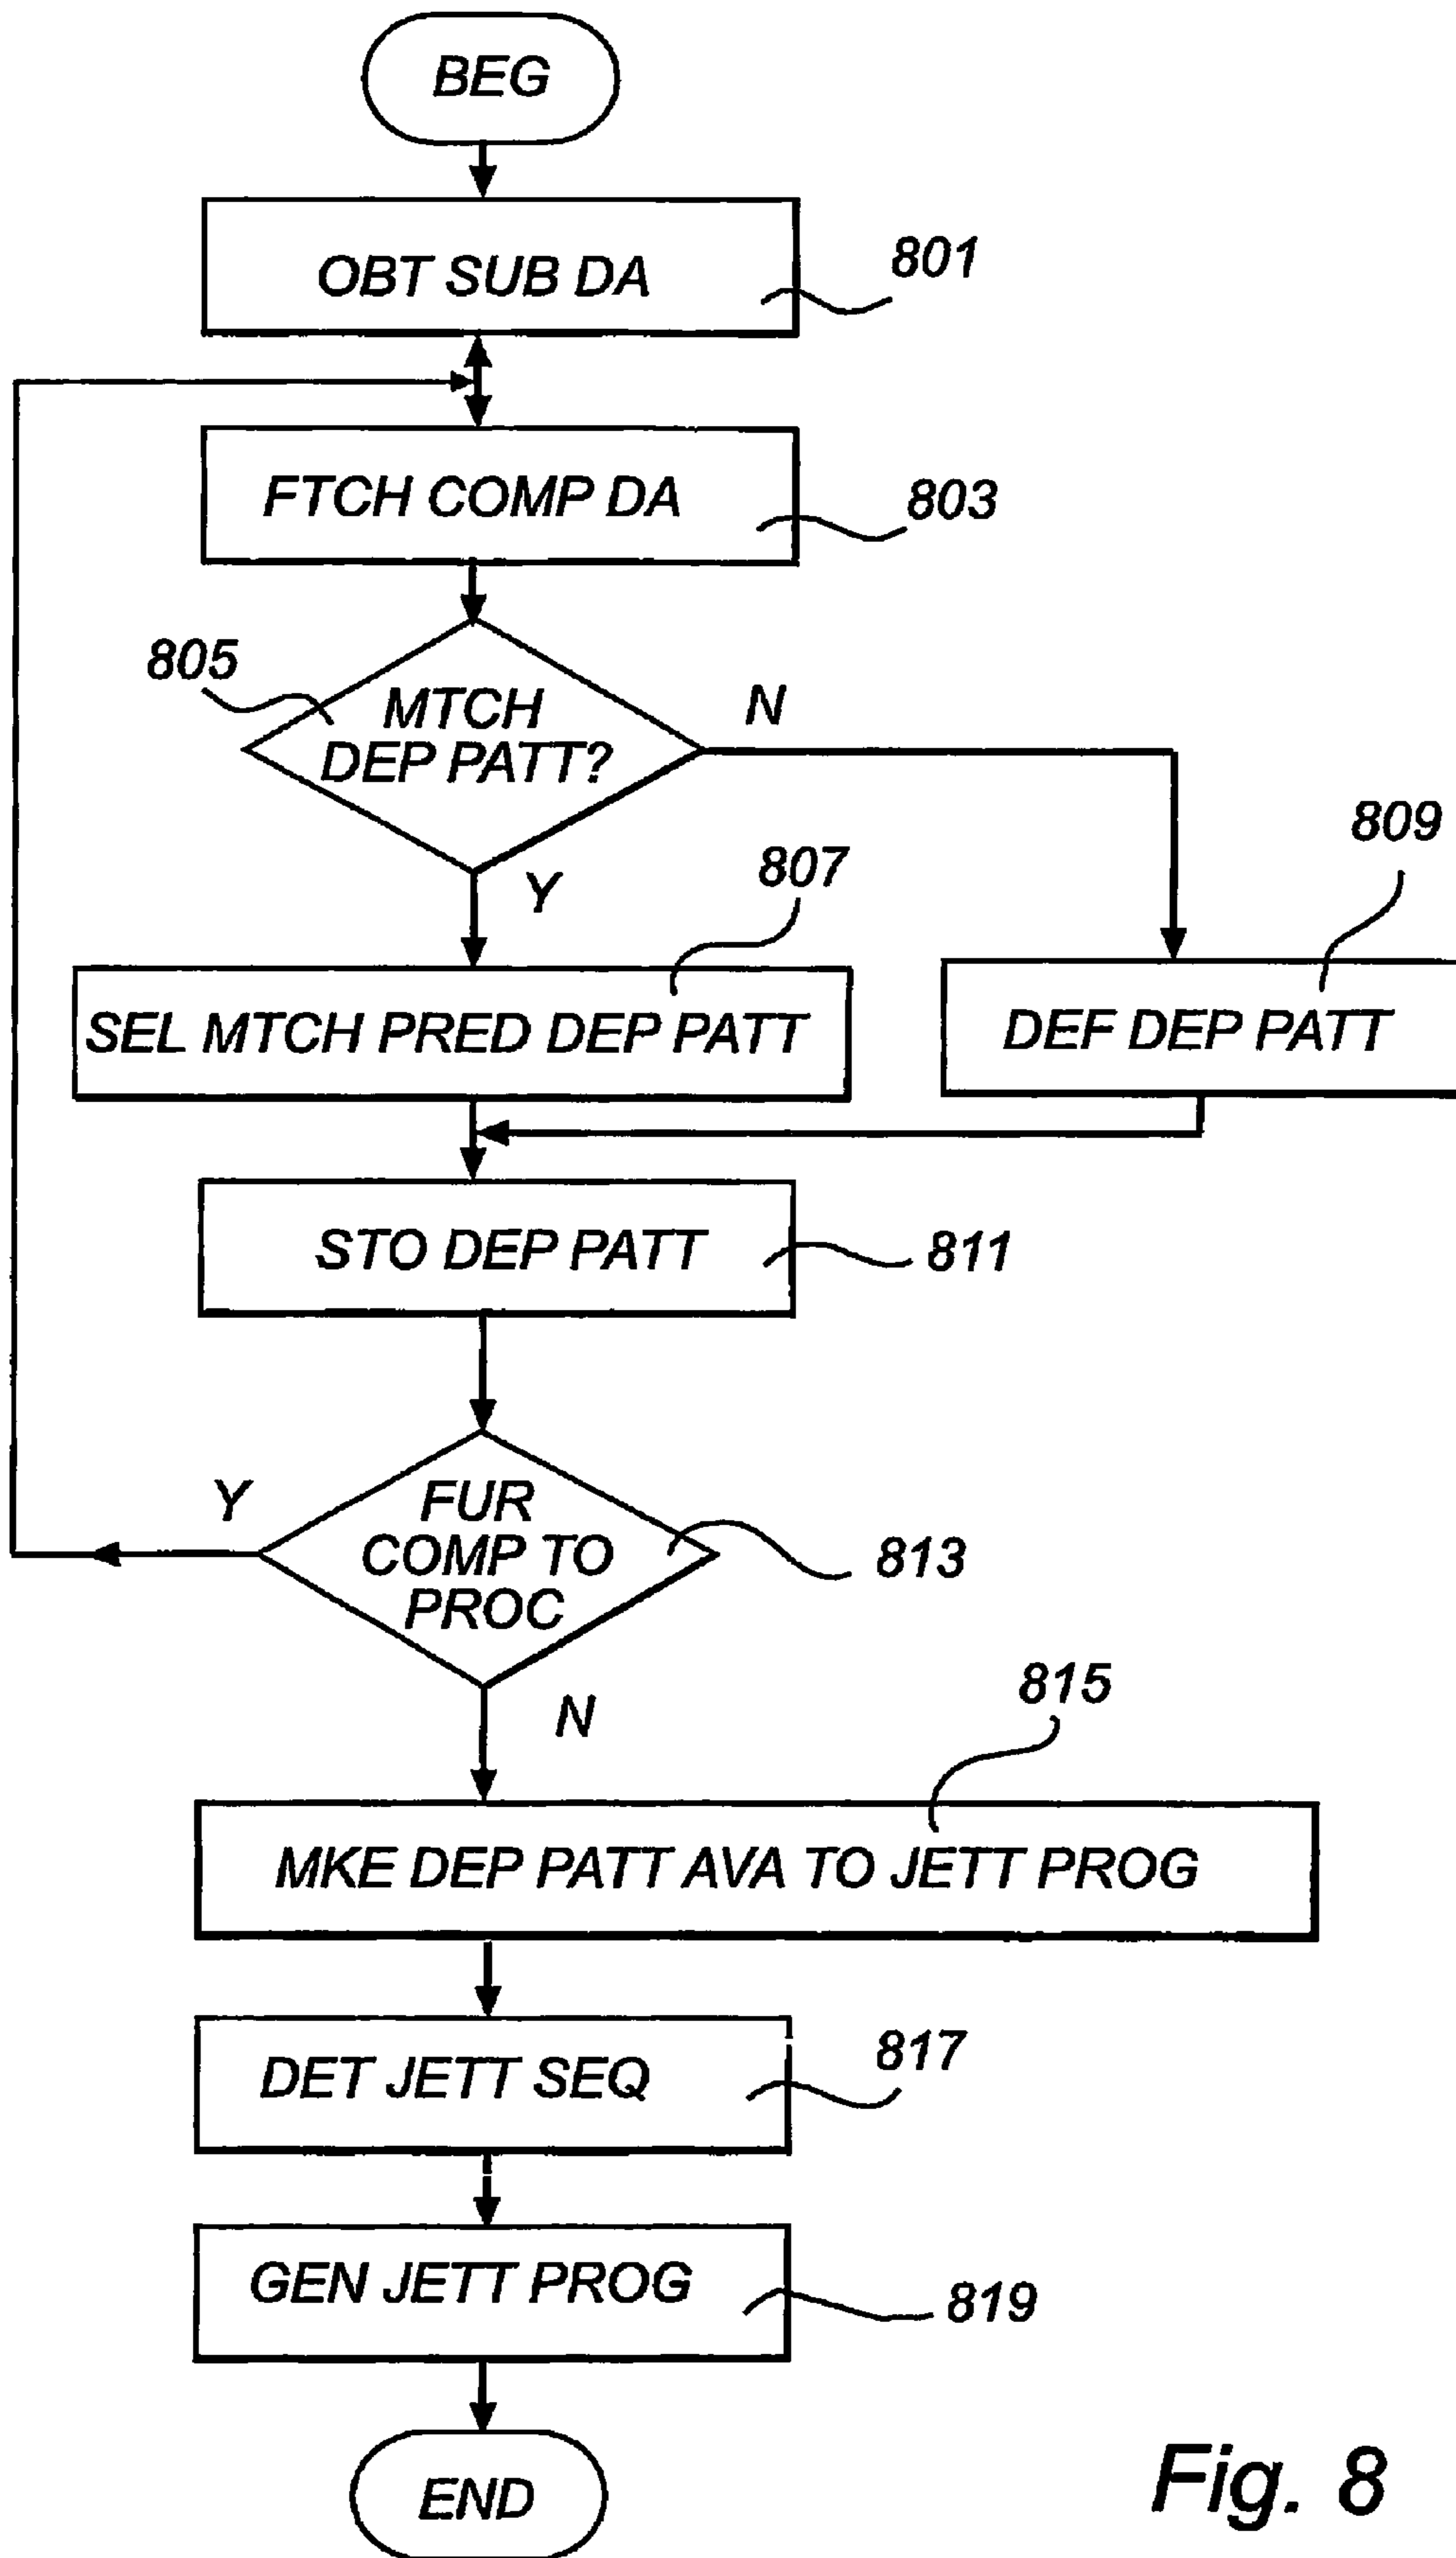 BEG
OBT SUB DA
801
FTCH COMP DA
803
805
MTCH
DEP PATT?
N
Y
807
809
SEL MTCH PRED DEP PATT
DEF DEP PATT
STO DEP PATT
811
Y
FUR
COMP TO
PROC
813
N
815
MKE DEP PATT AVA TO JETT PROG
DET JETT SEQ
817
GEN JETT PROG
819
END
Fig. 8